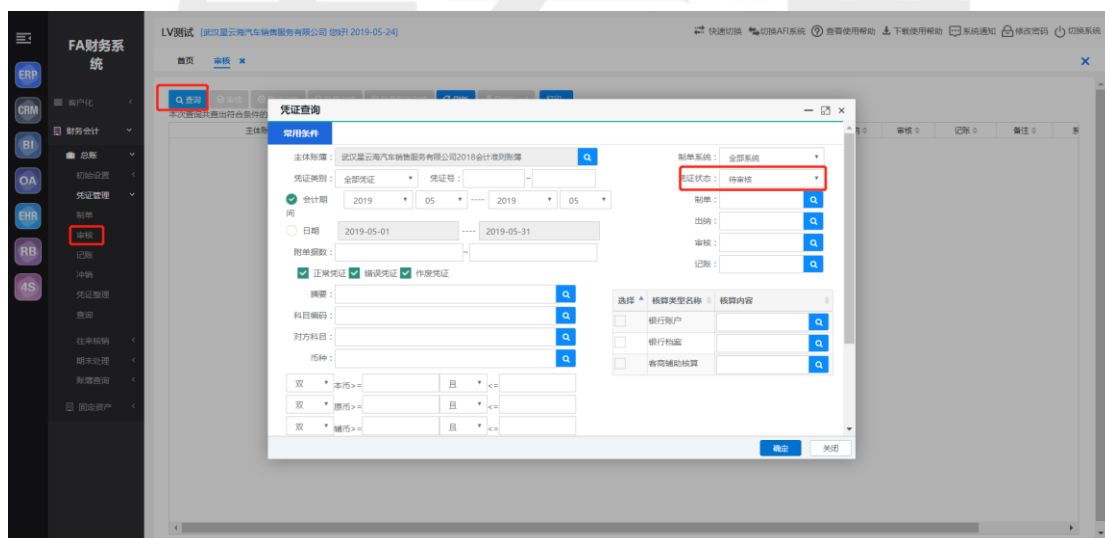 LV测试 [武汉星云海汽车销售服务有限公司 您好! 2019-05-24]
快速切换 切换AFI系统 查看使用帮助 下载使用帮助 系统通知 修改密码 切换系统
FA财务系统
首页 审核 ×
ERP
CRM
BI
OA
EHR
RB
4S
客户化
财务会计
总账
初始设置
凭证管理
制单
审核
记账
冲销
凭证整理
查询
往来核销
期末处理
账簿查询
固定资产
查询 审核
本次查询共查出符合条件的
主体账
审核 记账 备注
凭证查询
常用条件
主体账簿: 武汉星云海汽车销售服务有限公司2018会计准则账簿
制单系统: 全部系统
凭证类别: 全部凭证 凭证号: -
凭证状态: 待审核
会计期间 2019 05 ---- 2019 05
制单:
日期 2019-05-01 ---- 2019-05-31
出纳:
附单据数: -
审核:
正常凭证 错误凭证 作废凭证
记账:
摘要:
科目编码:
对方科目:
币种:
选择 核算类型名称 核算内容
银行账户
银行档案
客商辅助核算
双 本币>= 且 <=
双 原币>= 且 <=
双 辅币>= 且 <=
确定 关闭